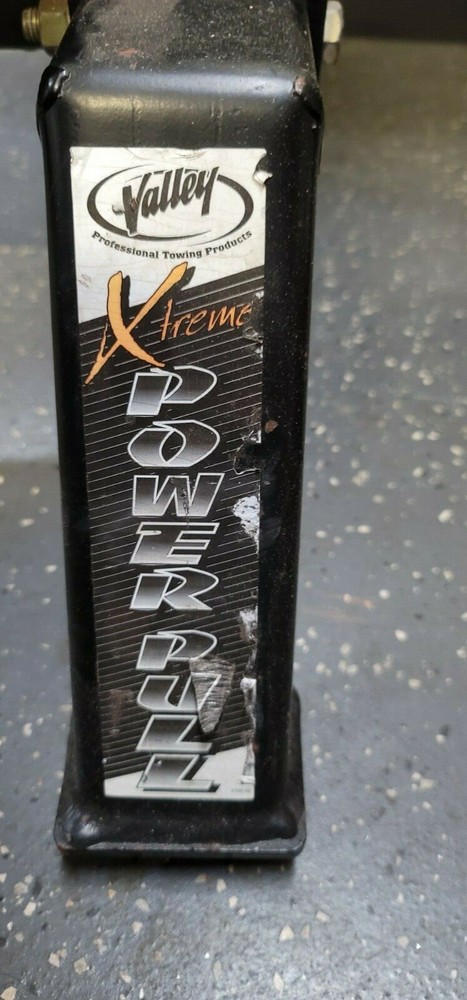 Valley
Professional Towing Products
Xtreme
POWER PULL